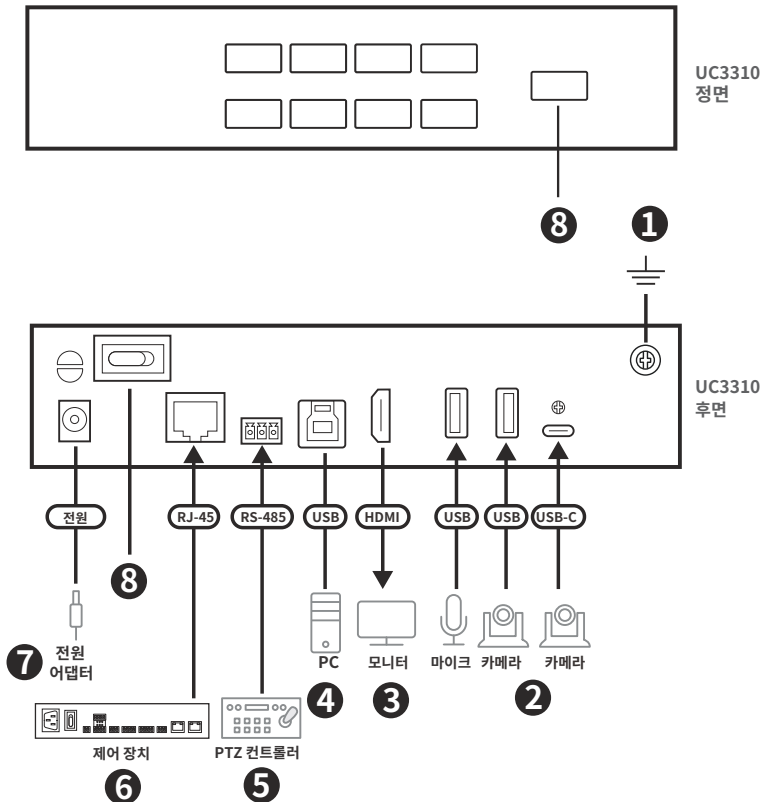 UC3310
정면
8
1
UC3310
후면
전원
RJ-45
RS-485
USB
HDMI
USB
USB
USB-C
8
7
전원
어댑터
PC
모니터
마이크
카메라
카메라
4
3
2
제어 장치
PTZ 컨트롤러
6
5